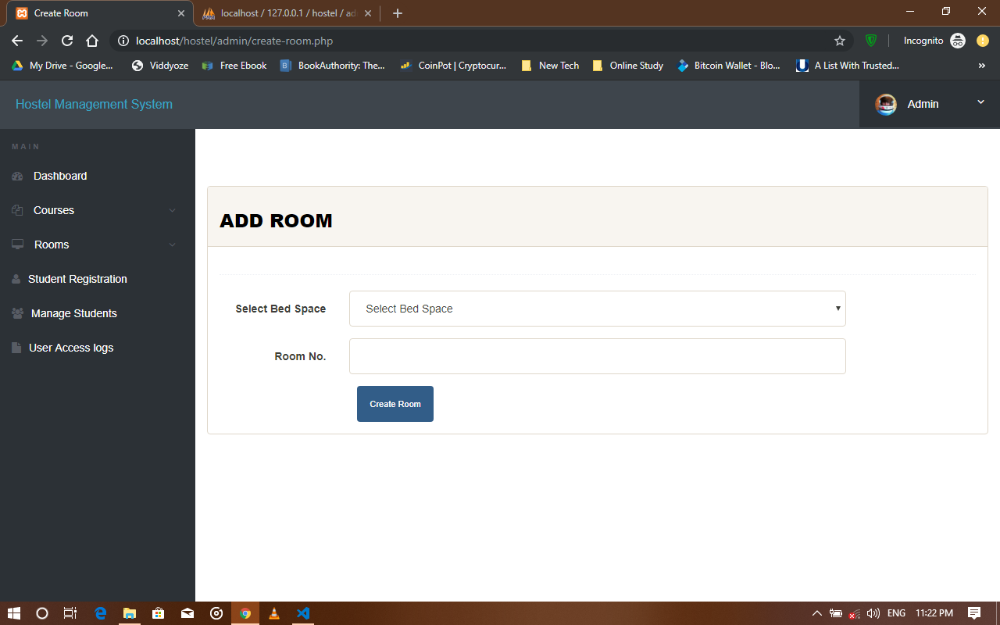 Create Room
localhost / 127.0.0.1 / hostel / ad
localhost/hostel/admin/create-room.php
Incognito
My Drive - Google...
Viddyoze
Free Ebook
BookAuthority: The...
CoinPot | Cryptocur...
New Tech
Online Study
Bitcoin Wallet - Blo...
A List With Trusted...
»
Hostel Management System
Admin
MAIN
Dashboard
Courses
Rooms
Student Registration
Manage Students
User Access logs
ADD ROOM
Select Bed Space
Select Bed Space
Room No.
Create Room
ENG
11:22 PM